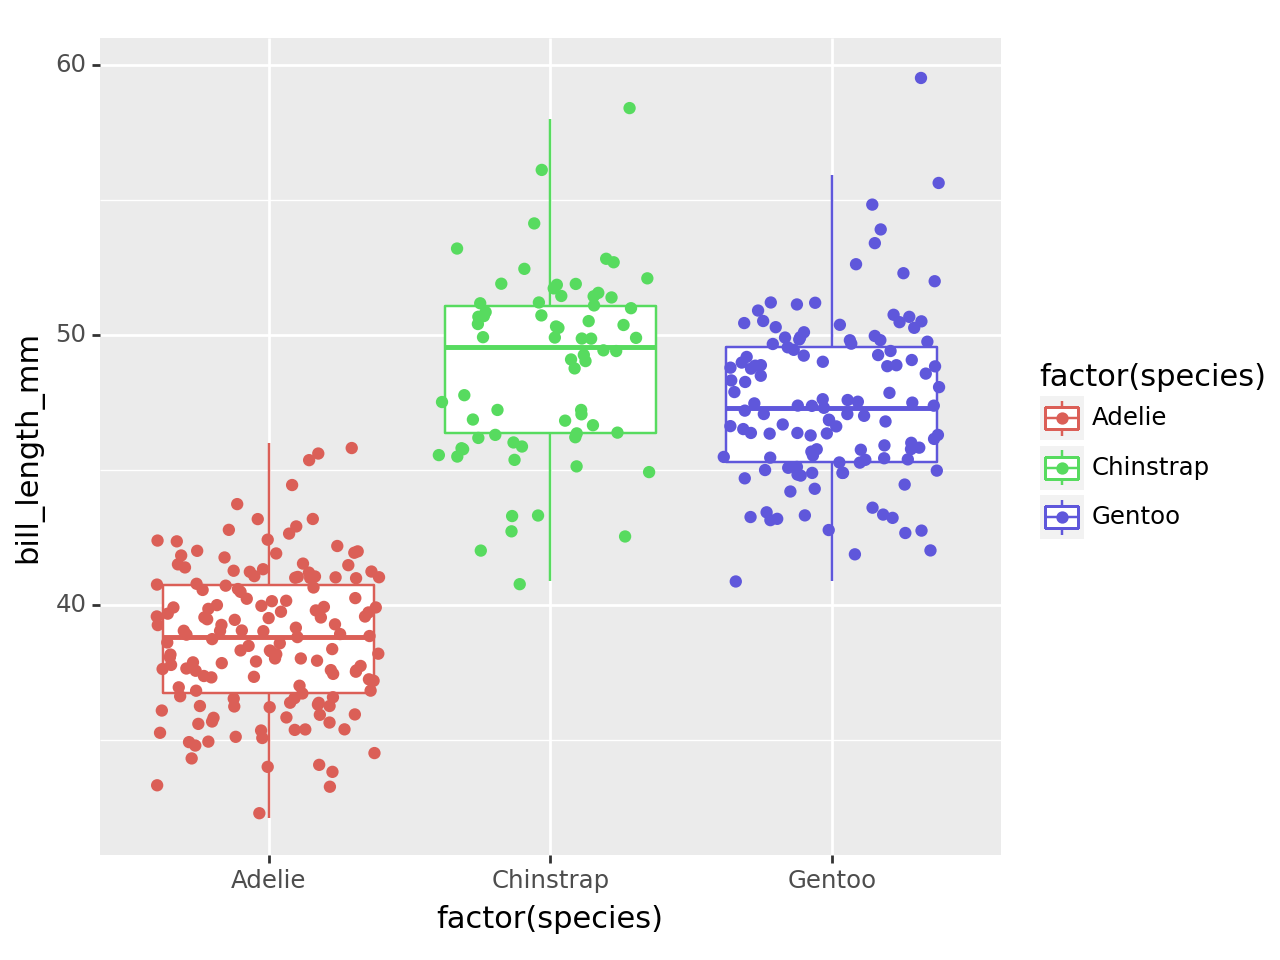 60
50
40
bill_length_mm
Adelie
Chinstrap
Gentoo
factor(species)
factor(species)
Adelie
Chinstrap
Gentoo